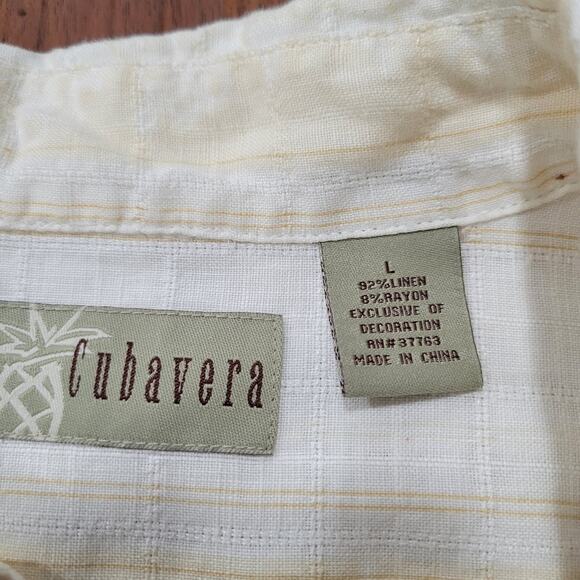 Cubavera
L
92%LINEN
8%RAYON
EXCLUSIVE OF
DECORATION
RN#37763
MADE IN CHINA